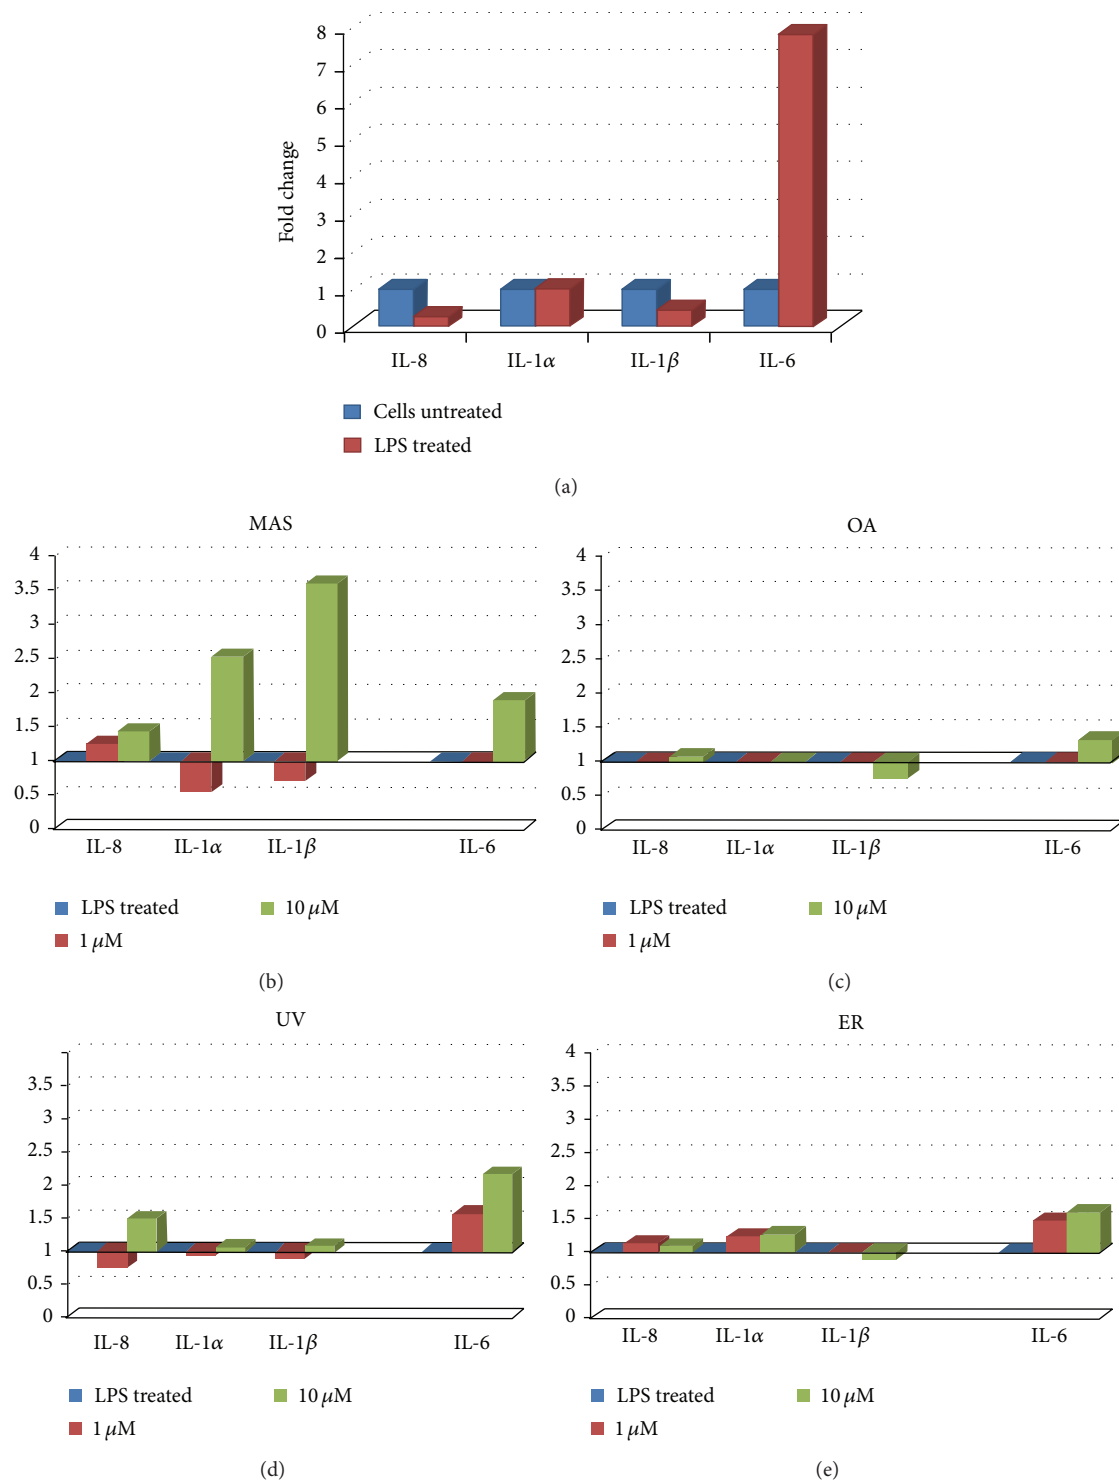 8
7
6
5
4
3
2
1
0
Fold change
IL-8 IL-1α IL-1β IL-6
Cells untreated
LPS treated
(a)
MAS
4
3.5
3
2.5
2
1.5
1
0.5
0
IL-8 IL-1α IL-1β IL-6
LPS treated 10 μM
1 μM
(b)
OA
4
3.5
3
2.5
2
1.5
1
0.5
0
IL-8 IL-1α IL-1β IL-6
LPS treated 10 μM
1 μM
(c)
UV
3.5
3
2.5
2
1.5
1
0.5
0
IL-8 IL-1α IL-1β IL-6
LPS treated 10 μM
1 μM
(d)
ER
4
3.5
3
2.5
2
1.5
1
0.5
0
IL-8 IL-1α IL-1β IL-6
LPS treated 10 μM
1 μM
(e)